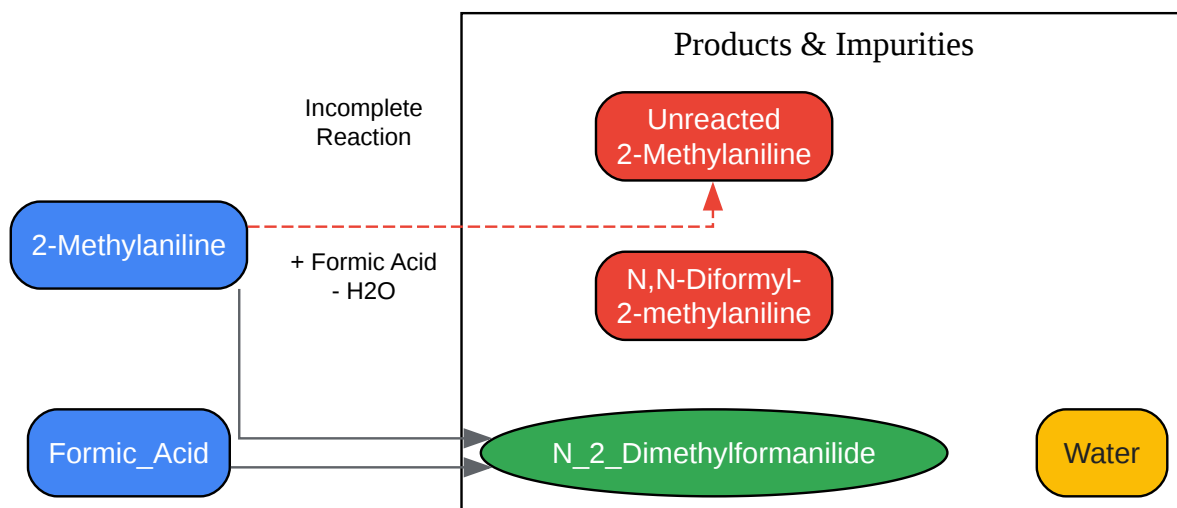 Products & Impurities
Incomplete
Reaction
Unreacted
2-Methylaniline
2-Methylaniline
+ Formic Acid
- H2O
N,N-Diformyl-
2-methylaniline
Formic_Acid
N_2_Dimethylformanilide
Water